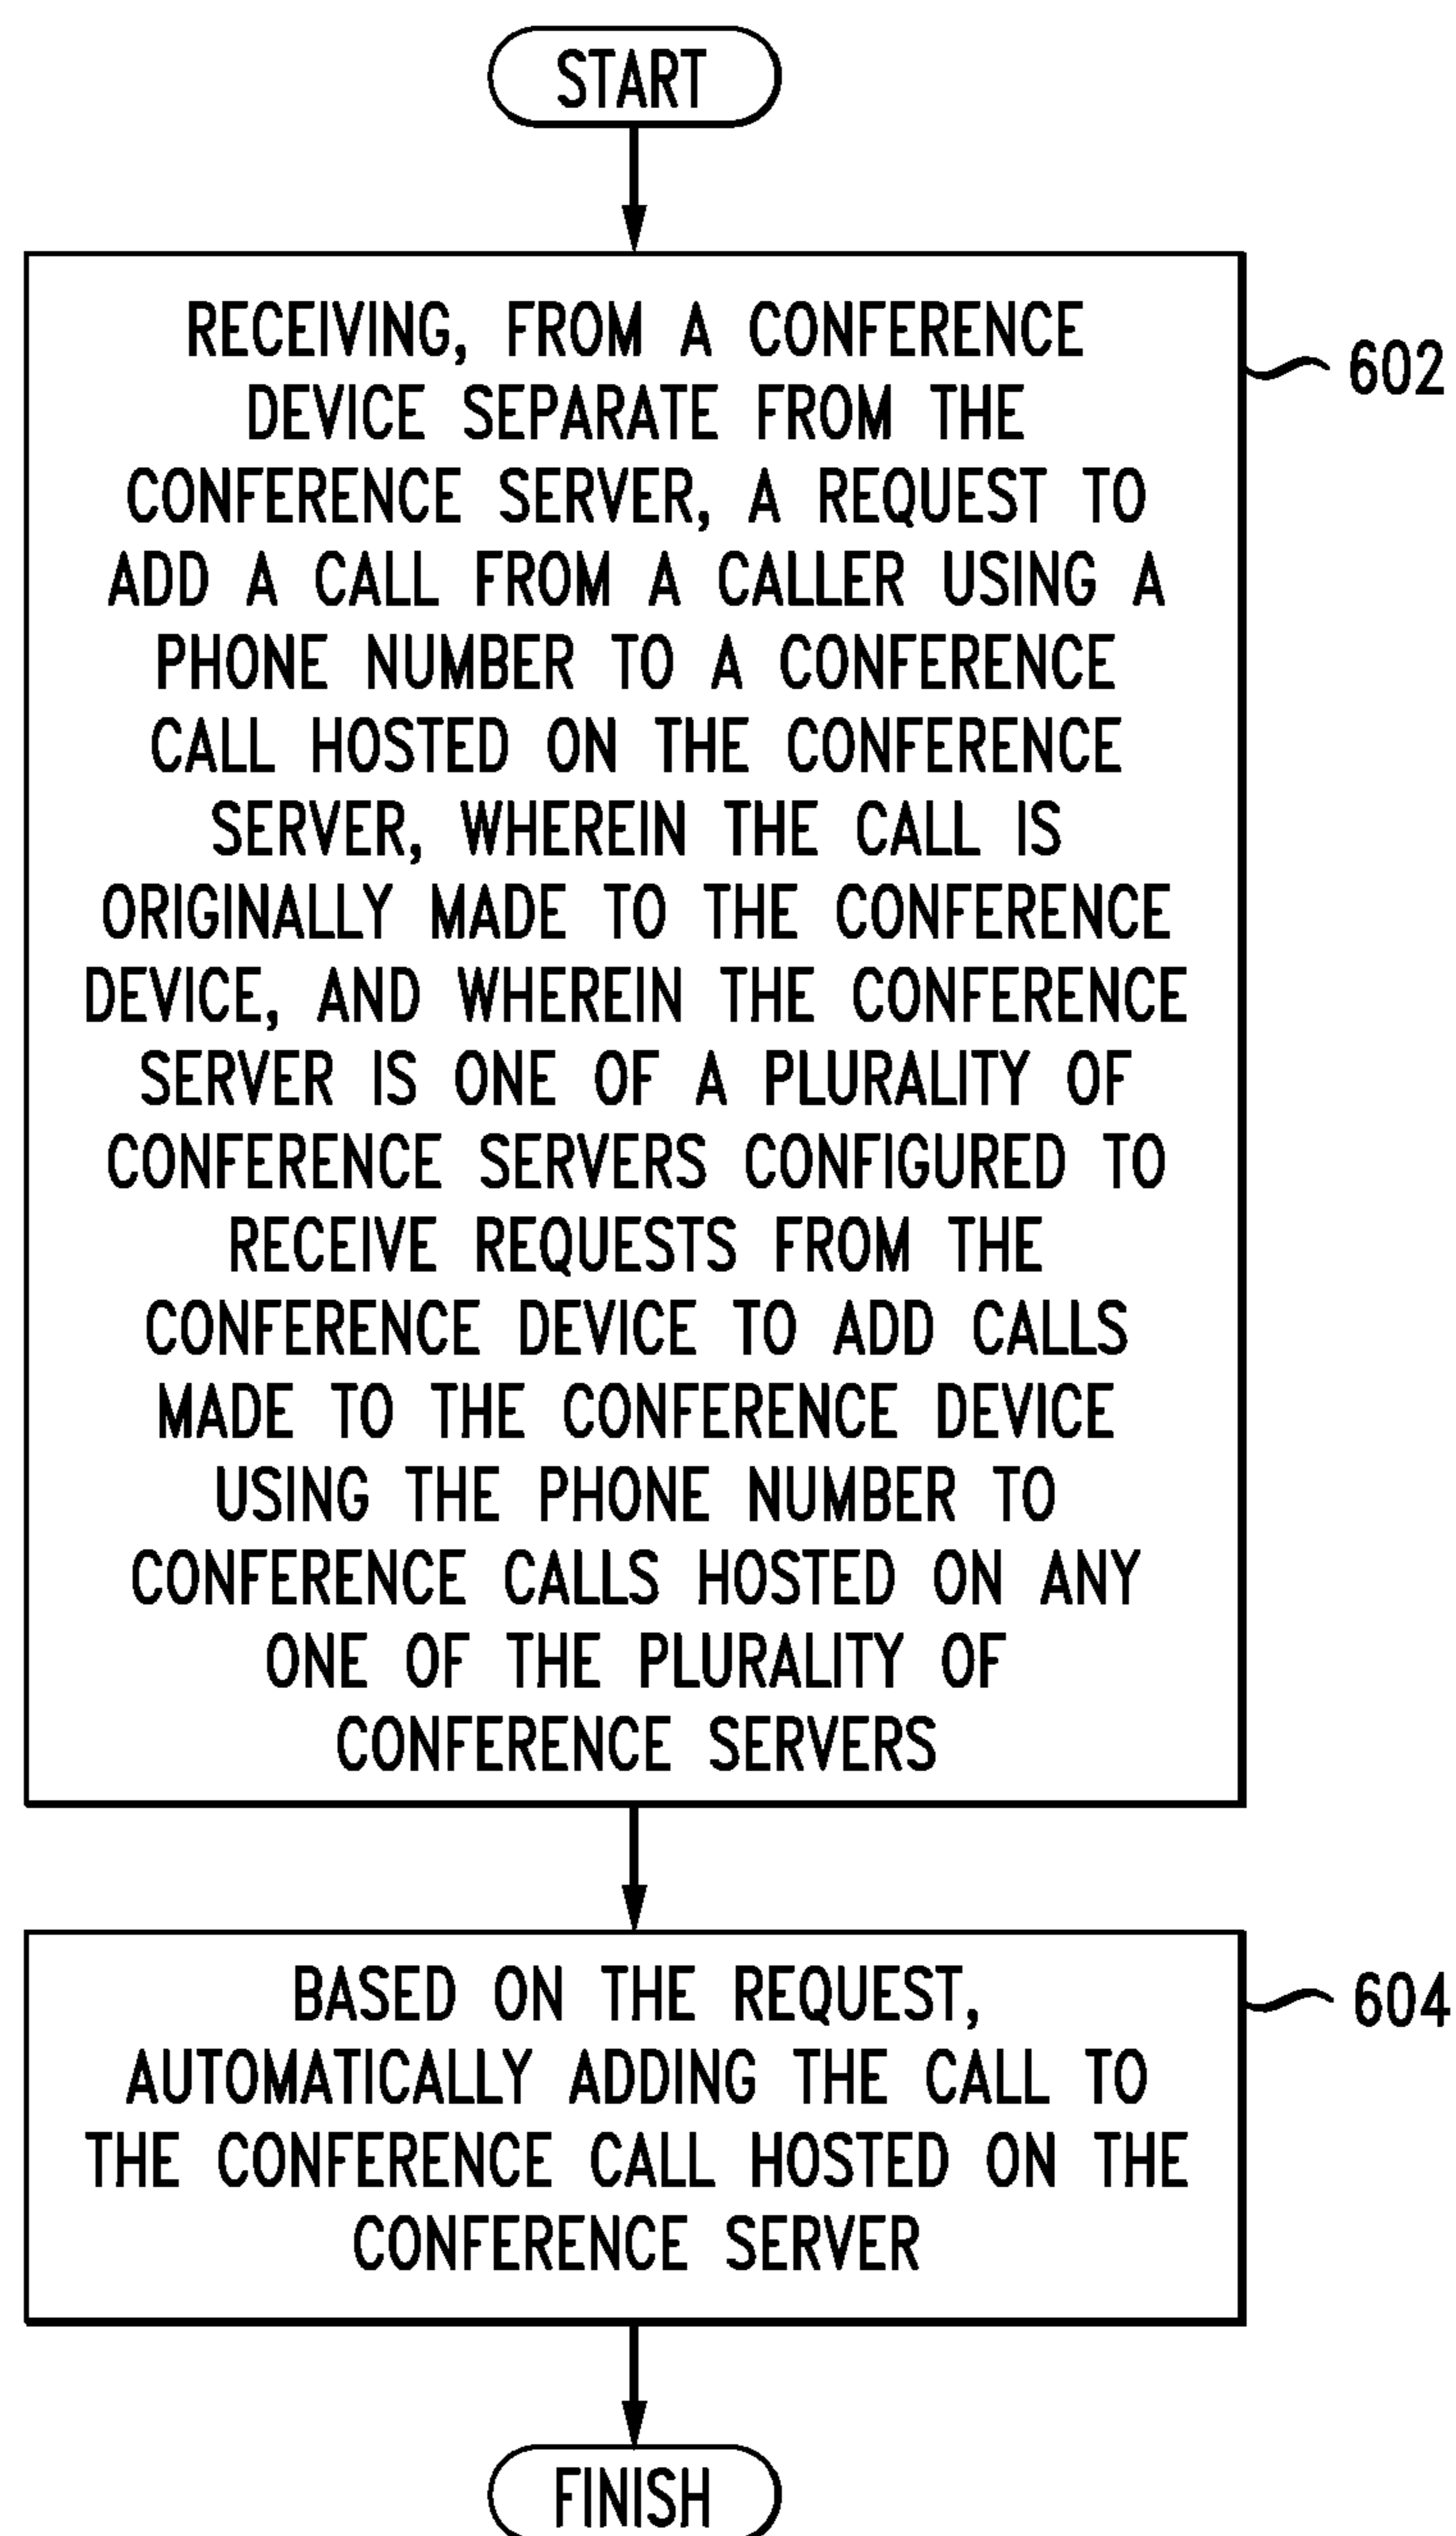 START
RECEIVING, FROM A CONFERENCE
DEVICE SEPARATE FROM THE
CONFERENCE SERVER, A REQUEST TO
ADD A CALL FROM A CALLER USING A
PHONE NUMBER TO A CONFERENCE
CALL HOSTED ON THE CONFERENCE
SERVER, WHEREIN THE CALL IS
ORIGINALLY MADE TO THE CONFERENCE
DEVICE, AND WHEREIN THE CONFERENCE
SERVER IS ONE OF A PLURALITY OF
CONFERENCE SERVERS CONFIGURED TO
RECEIVE REQUESTS FROM THE
CONFERENCE DEVICE TO ADD CALLS
MADE TO THE CONFERENCE DEVICE
USING THE PHONE NUMBER TO
CONFERENCE CALLS HOSTED ON ANY
ONE OF THE PLURALITY OF
CONFERENCE SERVERS
602
BASED ON THE REQUEST,
AUTOMATICALLY ADDING THE CALL TO
THE CONFERENCE CALL HOSTED ON THE
CONFERENCE SERVER
604
FINISH